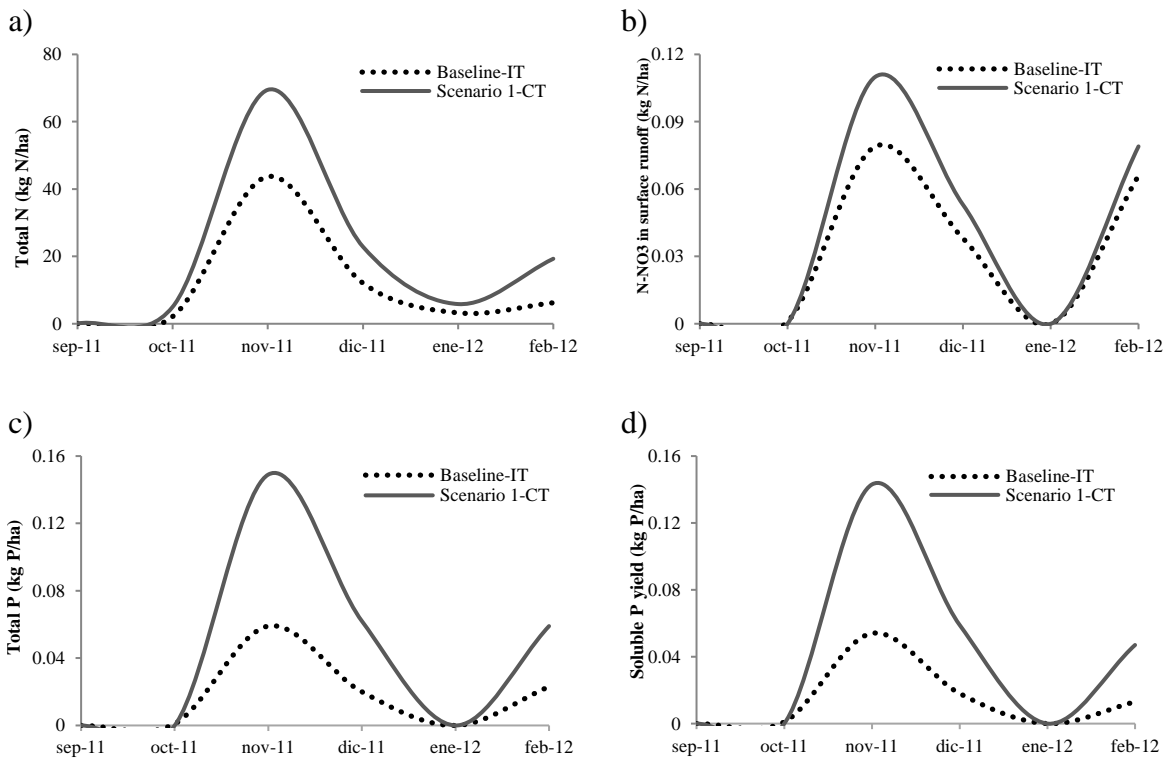 a)
80
60
40
20
0
Total N (kg N/ha)
Baseline-IT
Scenario 1-CT
sep-11 oct-11 nov-11 dic-11 ene-12 feb-12
b)
0.12
0.09
0.06
0.03
0
N-NO3 in surface runoff (kg N/ha)
Baseline-IT
Scenario 1-CT
sep-11 oct-11 nov-11 dic-11 ene-12 feb-12
c)
0.16
0.12
0.08
0.04
0
Total P (kg P/ha)
Baseline-IT
Scenario 1-CT
sep-11 oct-11 nov-11 dic-11 ene-12 feb-12
d)
0.16
0.12
0.08
0.04
0
Soluble P yield (kg P/ha)
Baseline-IT
Scenario 1-CT
sep-11 oct-11 nov-11 dic-11 ene-12 feb-12